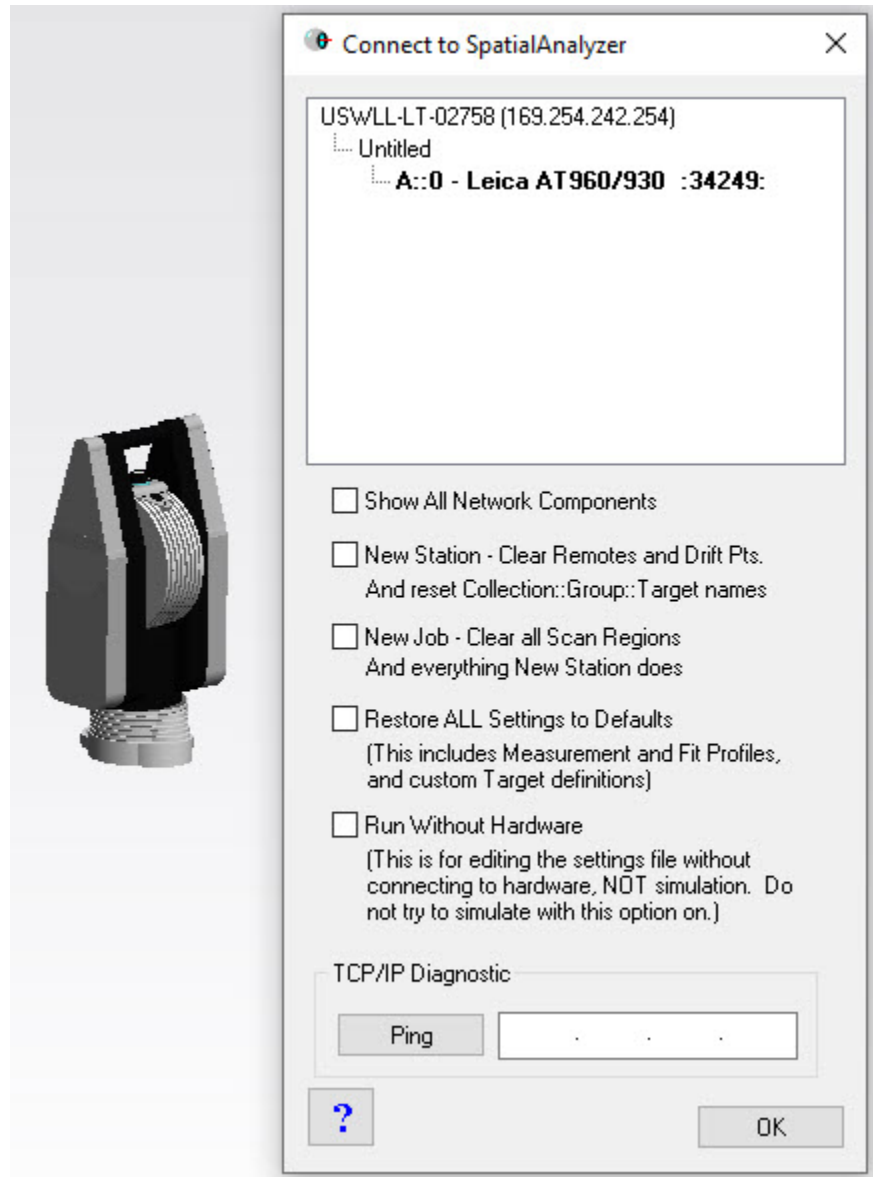 Connect to SpatialAnalyzer
USWLL-LT-02758 (169.254.242.254)
Untitled
A::0 - Leica AT960/930 :34249:
Show All Network Components
New Station - Clear Remotes and Drift Pts.
And reset Collection::Group::Target names
New Job - Clear all Scan Regions
And everything New Station does
Restore ALL Settings to Defaults
(This includes Measurement and Fit Profiles,
and custom Target definitions)
Run Without Hardware
(This is for editing the settings file without
connecting to hardware, NOT simulation. Do
not try to simulate with this option on.)
TCP/IP Diagnostic
Ping . . .
?
OK